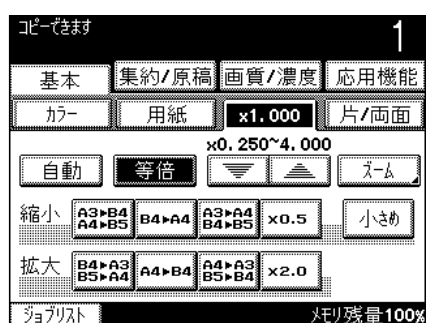 コピーできます
1
基本 集約/原稿 画質/濃度 応用機能
カラー 用紙 x1.000 片/両面
x0.250~4.000
自動 等倍 ズーム
縮小 A3▶B4 A4▶B5 B4▶A4 A3▶A4 B4▶B5 x0.5 小さめ
拡大 B4▶A3 B5▶A4 A4▶B4 A4▶A3 B5▶B4 x2.0
ジョブリスト メモリ残量100%